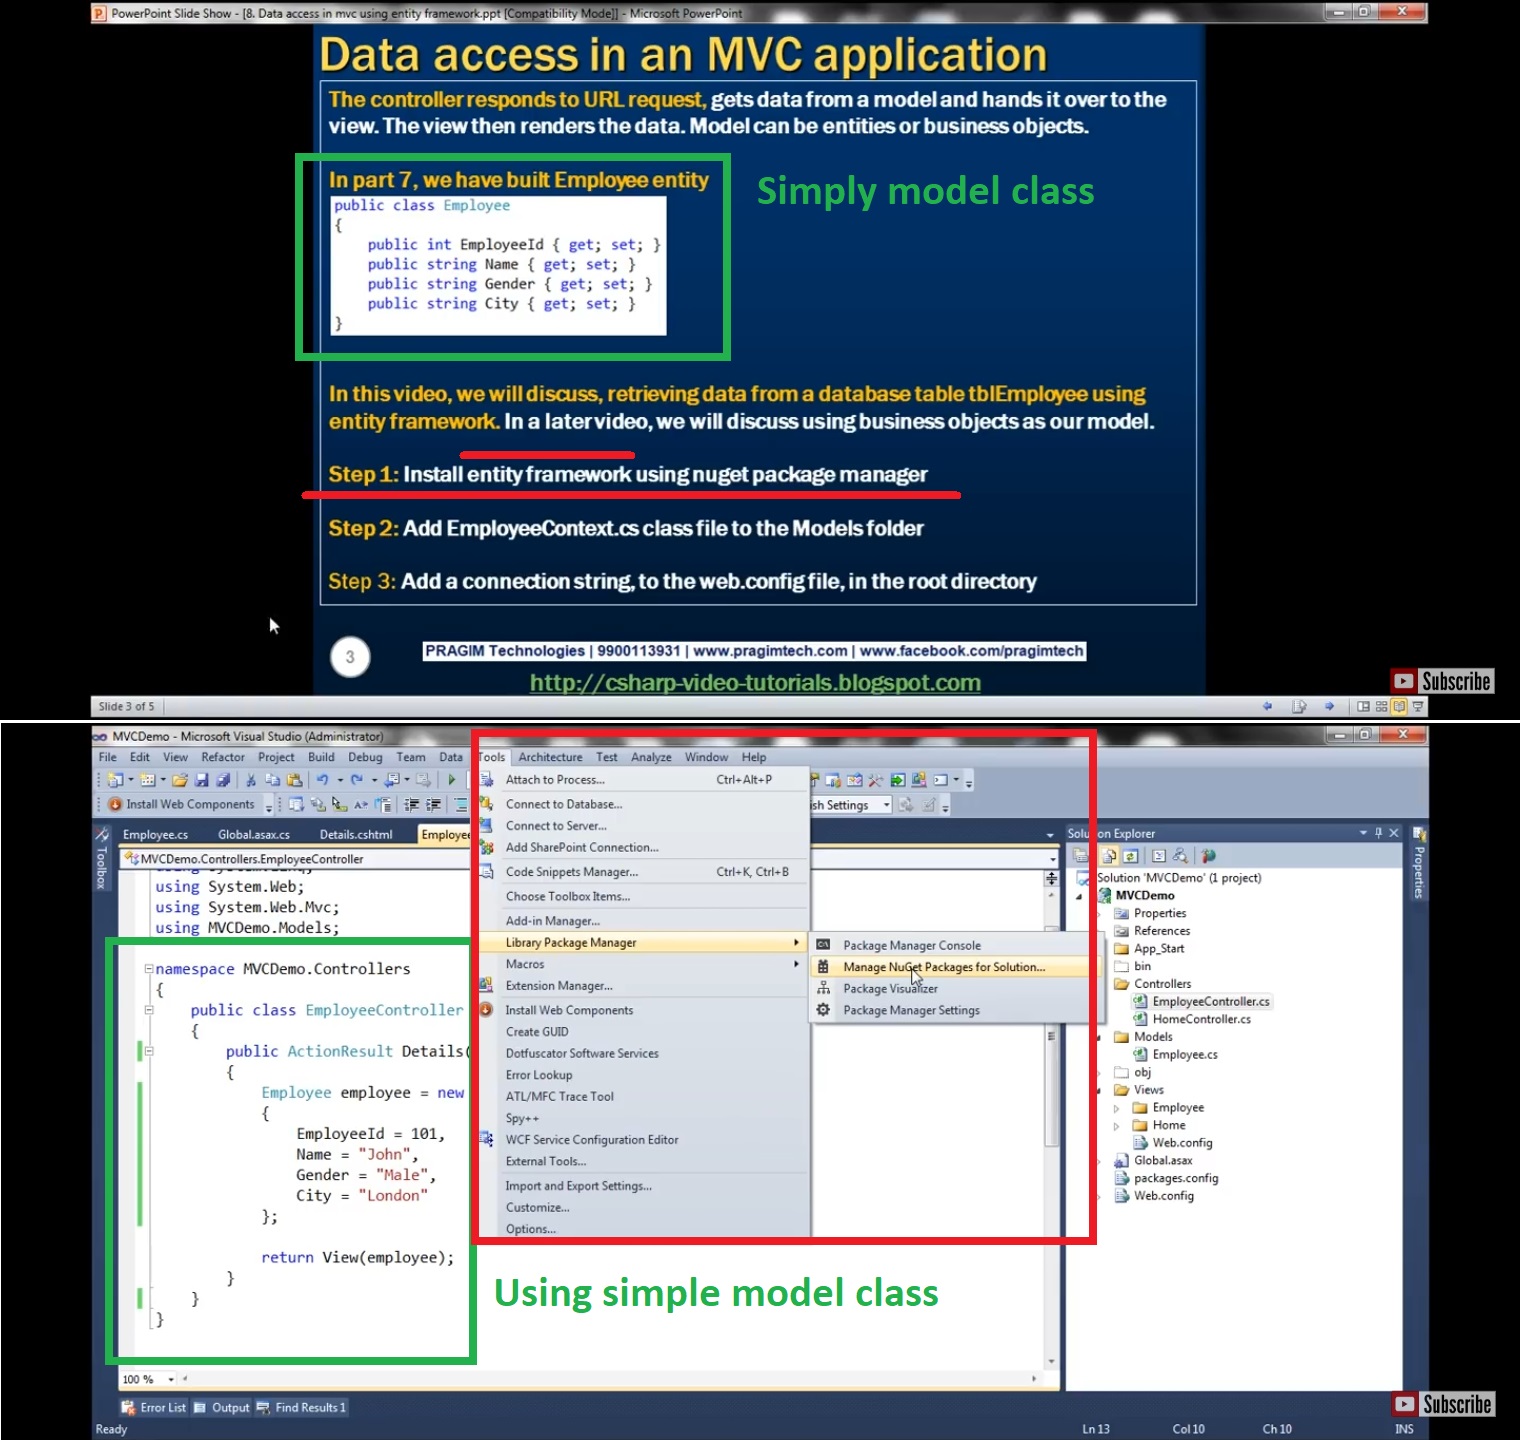 PowerPoint Slide Show - [8. Data access in mvc using entity framework.ppt [Compatibility Mode]] - Microsoft PowerPoint
Data access in an MVC application
The controller responds to URL request, gets data from a model and hands it over to the
view. The view then renders the data. Model can be entities or business objects.
In part 7, we have built Employee entity
Simply model class
public class Employee
{
public int EmployeeId { get; set; }
public string Name { get; set; }
public string Gender { get; set; }
public string City { get; set; }
}
In this video, we will discuss, retrieving data from a database table tblEmployee using
entity framework. In a later video, we will discuss using business objects as our model.
Step 1: Install entity framework using nuget package manager
Step 2: Add EmployeeContext.cs class file to the Models folder
Step 3: Add a connection string, to the web.config file, in the root directory
3
PRAGIM Technologies | 9900113931 | www.pragimtech.com | www.facebook.com/pragimtech
http://csharp-video-tutorials.blogspot.com
Subscribe
Slide 3 of 5
MVCDemo - Microsoft Visual Studio (Administrator)
File Edit View Refactor Project Build Debug Team Data Tools Architecture Test Analyze Window Help
Install Web Components
Employee.cs Global.asax.cs Details.cshtml Employee
MVCDemo.Controllers.EmployeeController
Toolbox
using System.Linq;
using System.Web;
using System.Web.Mvc;
using MVCDemo.Models;
namespace MVCDemo.Controllers
{
public class EmployeeController
{
public ActionResult Details(
{
Employee employee = new
{
EmployeeId = 101,
Name = "John",
Gender = "Male",
City = "London"
};
return View(employee);
}
}
}
Attach to Process... Ctrl+Alt+P
Connect to Database...
Connect to Server...
Add SharePoint Connection...
Code Snippets Manager... Ctrl+K, Ctrl+B
Choose Toolbox Items...
Add-in Manager...
Library Package Manager
Macros
Extension Manager...
Install Web Components
Create GUID
Dotfuscator Software Services
Error Lookup
ATL/MFC Trace Tool
Spy++
WCF Service Configuration Editor
External Tools...
Import and Export Settings...
Customize...
Options...
Package Manager Console
Manage NuGet Packages for Solution...
Package Visualizer
Package Manager Settings
sh Settings
Solution Explorer
Solution 'MVCDemo' (1 project)
MVCDemo
Properties
References
App_Start
bin
Controllers
EmployeeController.cs
HomeController.cs
Models
Employee.cs
obj
Views
Employee
Home
Web.config
Global.asax
packages.config
Web.config
Properties
Using simple model class
100 %
Error List Output Find Results 1
Subscribe
Ready Ln 13 Col 10 Ch 10 INS